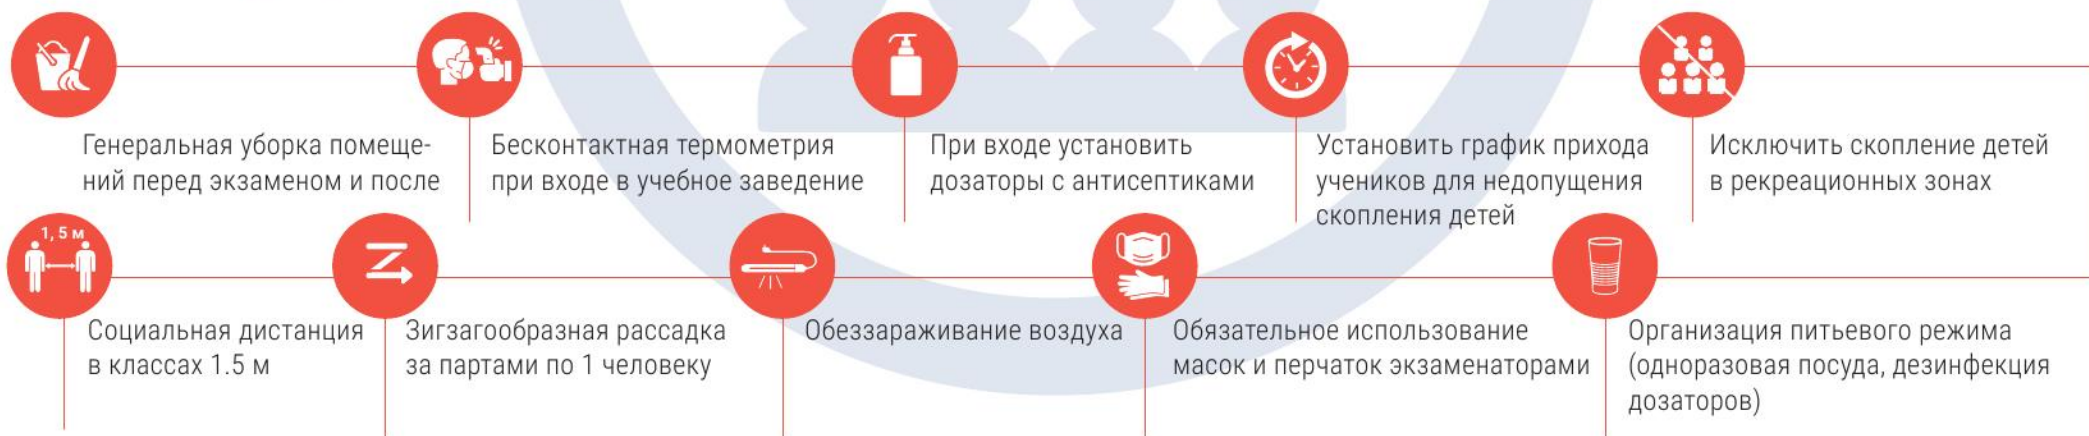 Генеральная уборка помеще-
ний перед экзаменом и после
Бесконтактная термометрия
при входе в учебное заведение
При входе установить
дозаторы с антисептиками
Установить график прихода
учеников для недопущения
скопления детей
Исключить скопление детей
в рекреационных зонах
1, 5 м
Социальная дистанция
в классах 1.5 м
Зигзагообразная рассадка
за партами по 1 человеку
Обеззараживание воздуха
Обязательное использование
масок и перчаток экзаменаторами
Организация питьевого режима
(одноразовая посуда, дезинфекция
дозаторов)